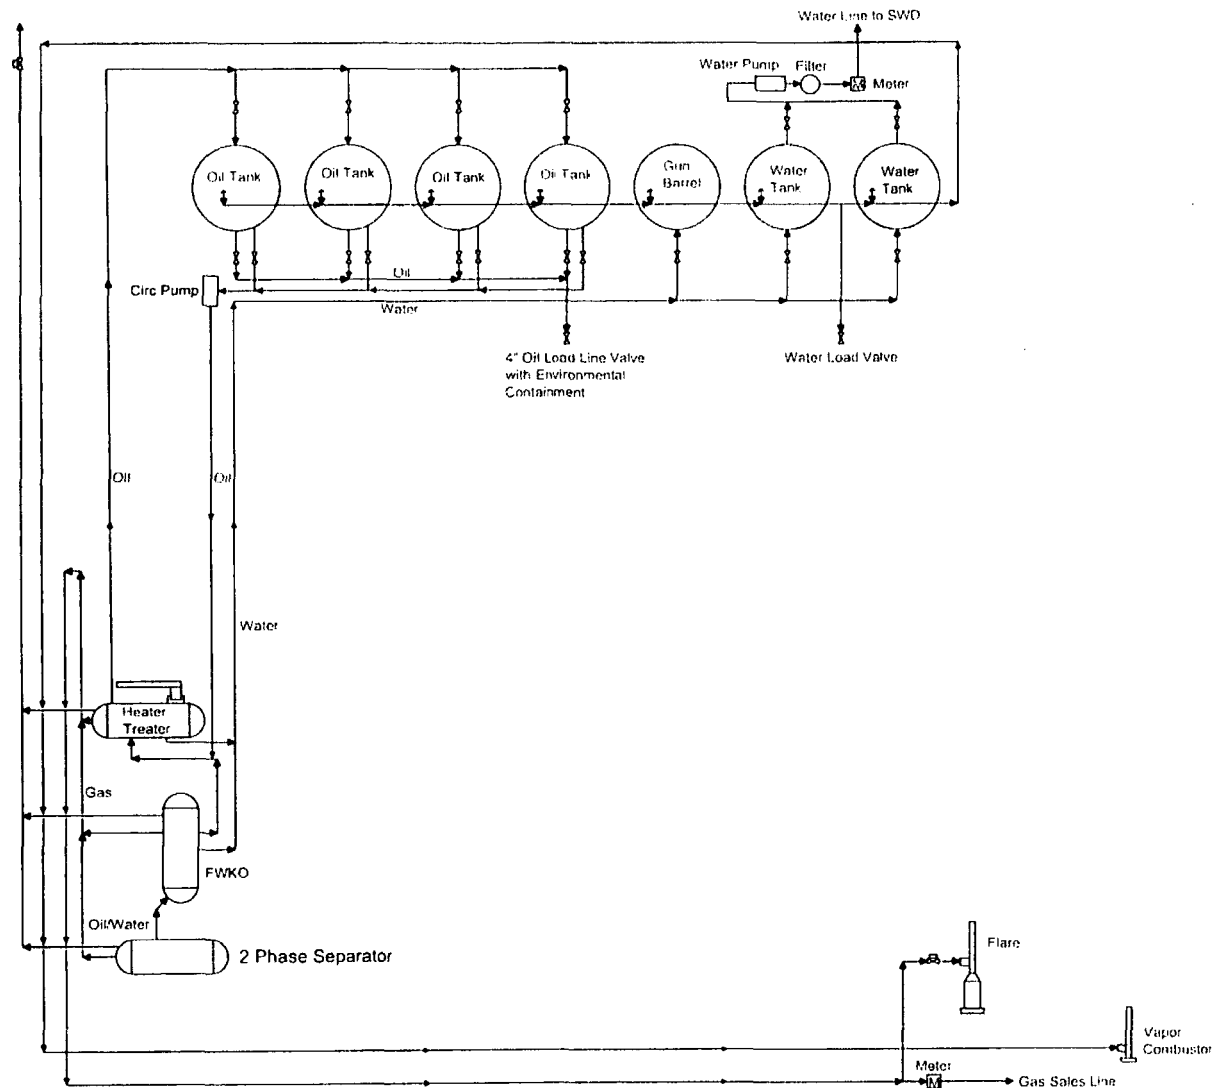 Water Line to SWD
Water Pump
Filter
Meter
Oil Tank
Oil Tank
Oil Tank
Oil Tank
Gun
Barrel
Water
Tank
Water
Tank
Oil
Circ Pump
Water
4" Oil Load Line Valve
with Environmental
Containment
Water Load Valve
Oil
Oil
Water
Heater
Treater
Gas
FWKO
Oil/Water
2 Phase Separator
Flare
Vapor
Combustor
Meter
M
Gas Sales Line